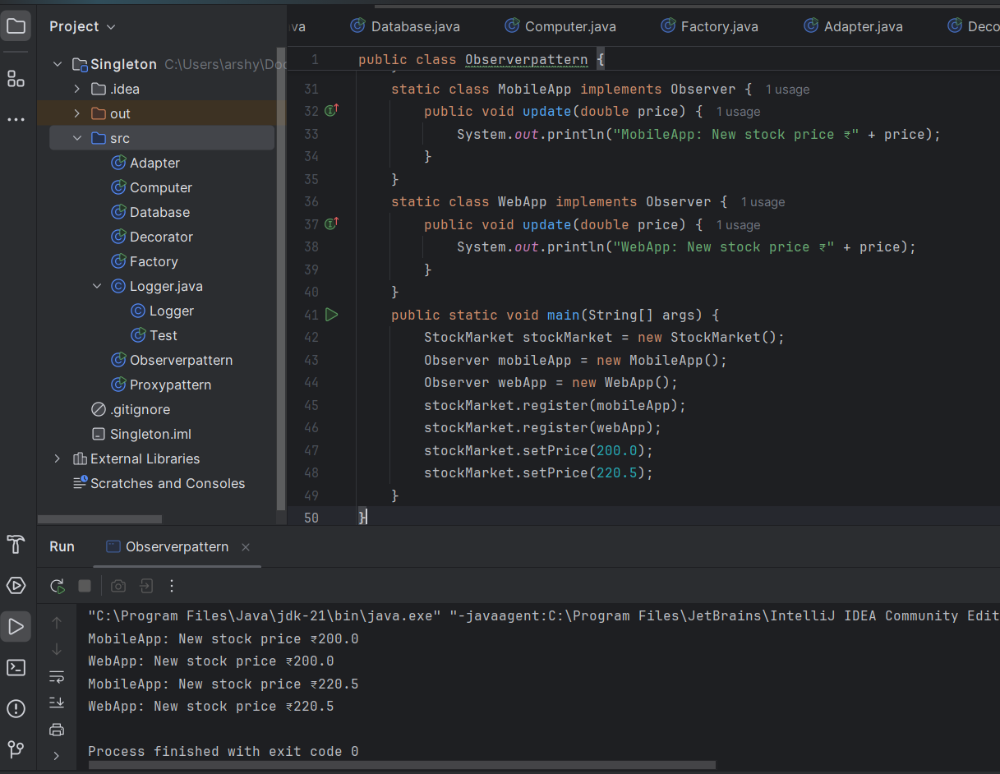 Project
va
Database.java
Computer.java
Factory.java
Adapter.java
Deco
Singleton C:\Users\arshy\Doc
.idea
out
src
Adapter
Computer
Database
Decorator
Factory
Logger.java
Logger
Test
Observerpattern
Proxypattern
.gitignore
Singleton.iml
External Libraries
Scratches and Consoles
1 public class Observerpattern {
31 static class MobileApp implements Observer { 1 usage
32 public void update(double price) { 1 usage
33 System.out.println("MobileApp: New stock price ₹" + price);
34 }
35 }
36 static class WebApp implements Observer { 1 usage
37 public void update(double price) { 1 usage
38 System.out.println("WebApp: New stock price ₹" + price);
39 }
40 }
41 public static void main(String[] args) {
42 StockMarket stockMarket = new StockMarket();
43 Observer mobileApp = new MobileApp();
44 Observer webApp = new WebApp();
45 stockMarket.register(mobileApp);
46 stockMarket.register(webApp);
47 stockMarket.setPrice(200.0);
48 stockMarket.setPrice(220.5);
49 }
50 }
Run
Observerpattern
"C:\Program Files\Java\jdk-21\bin\java.exe" "-javaagent:C:\Program Files\JetBrains\IntelliJ IDEA Community Edit
MobileApp: New stock price ₹200.0
WebApp: New stock price ₹200.0
MobileApp: New stock price ₹220.5
WebApp: New stock price ₹220.5
Process finished with exit code 0